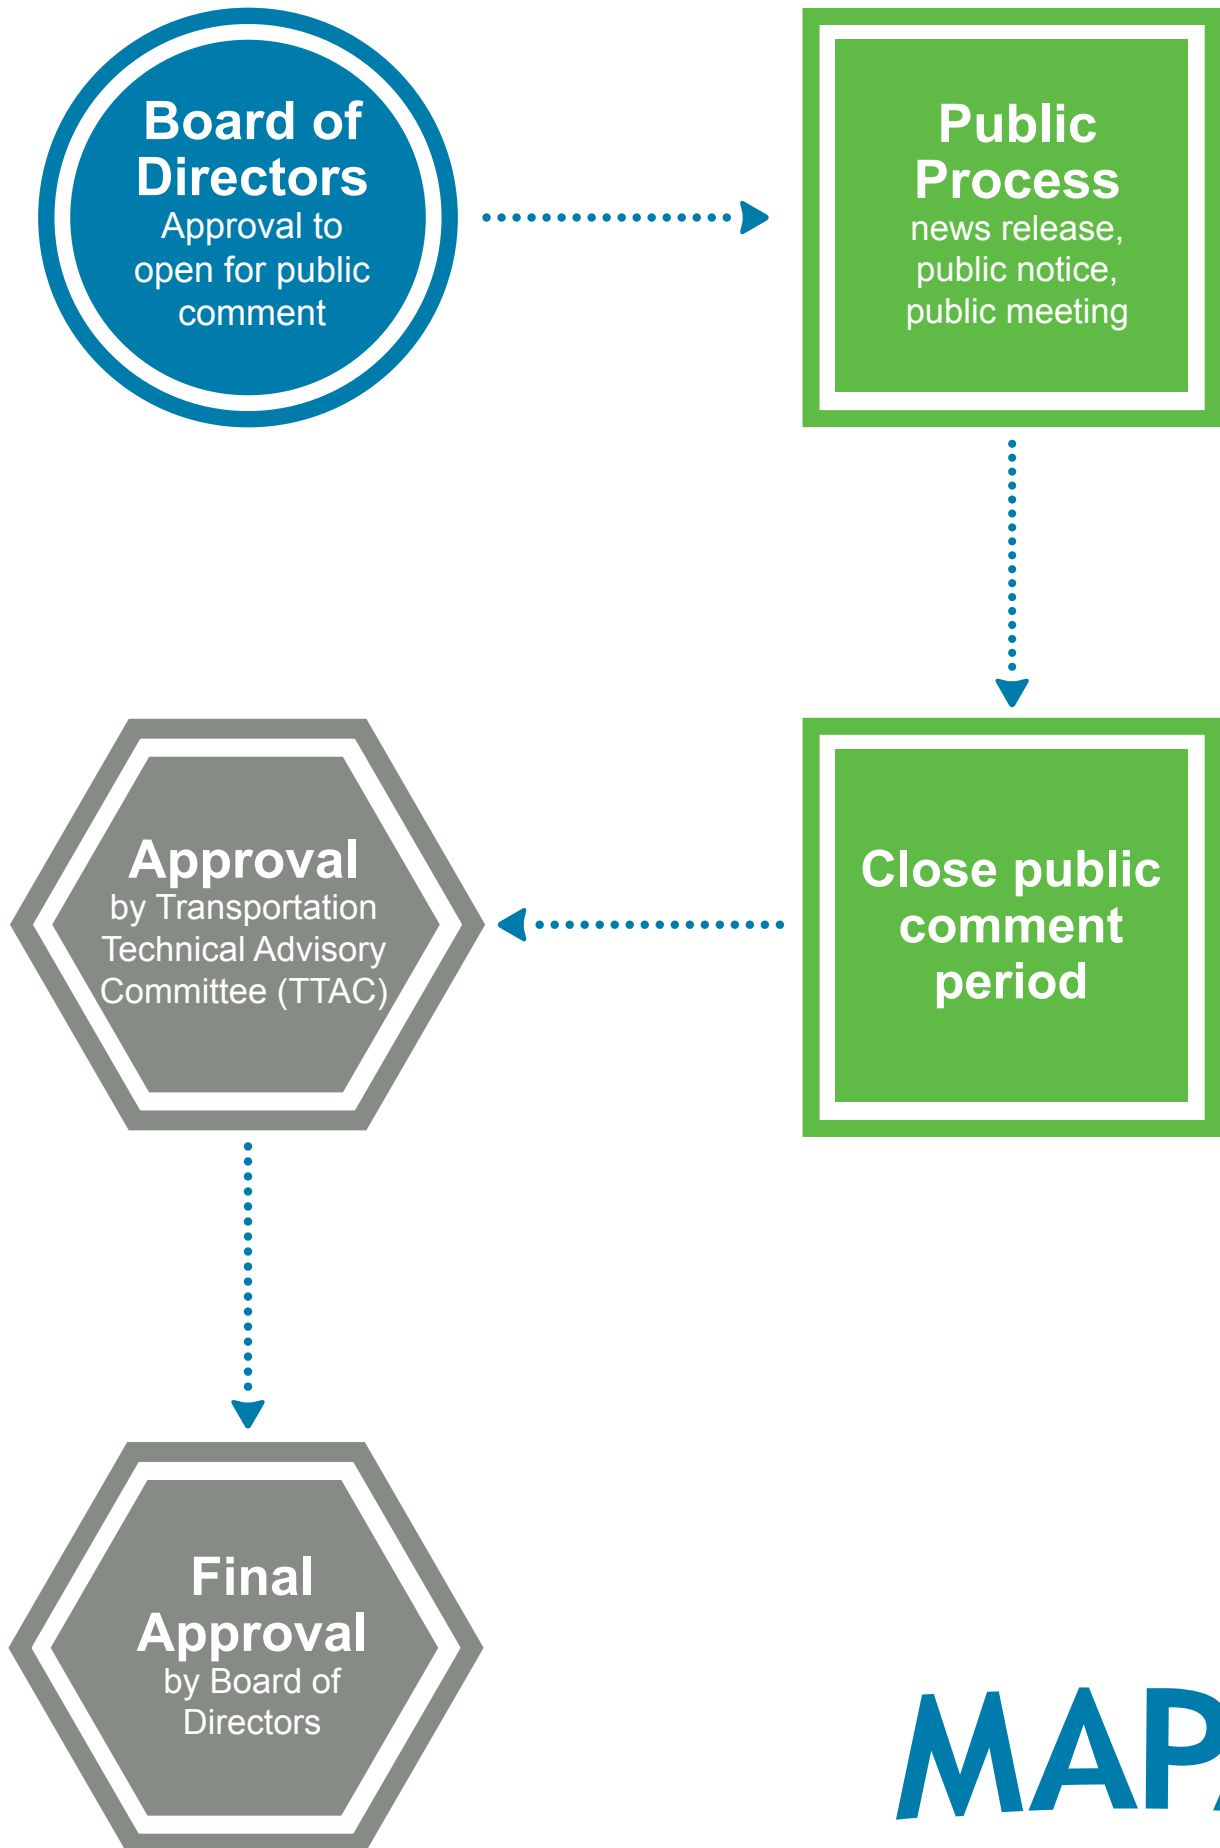 Board of
Directors
Approval to
open for public
comment
Public
Process
news release,
public notice,
public meeting
Close public
comment
period
Approval
by Transportation
Technical Advisory
Committee (TTAC)
Final
Approval
by Board of
Directors
MAPA